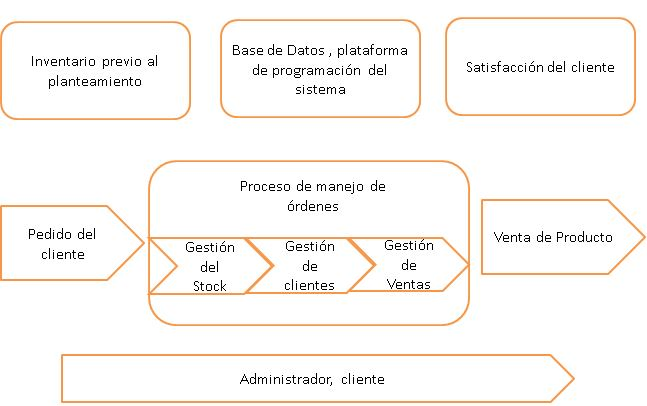 Inventario previo al
planteamiento
Base de Datos , plataforma
de programación del
sistema
Satisfacción del cliente
Proceso de manejo de
órdenes
Pedido del
cliente
Gestión
del
Stock
Gestión
de
clientes
Gestión
de
Ventas
Venta de Producto
Administrador, cliente